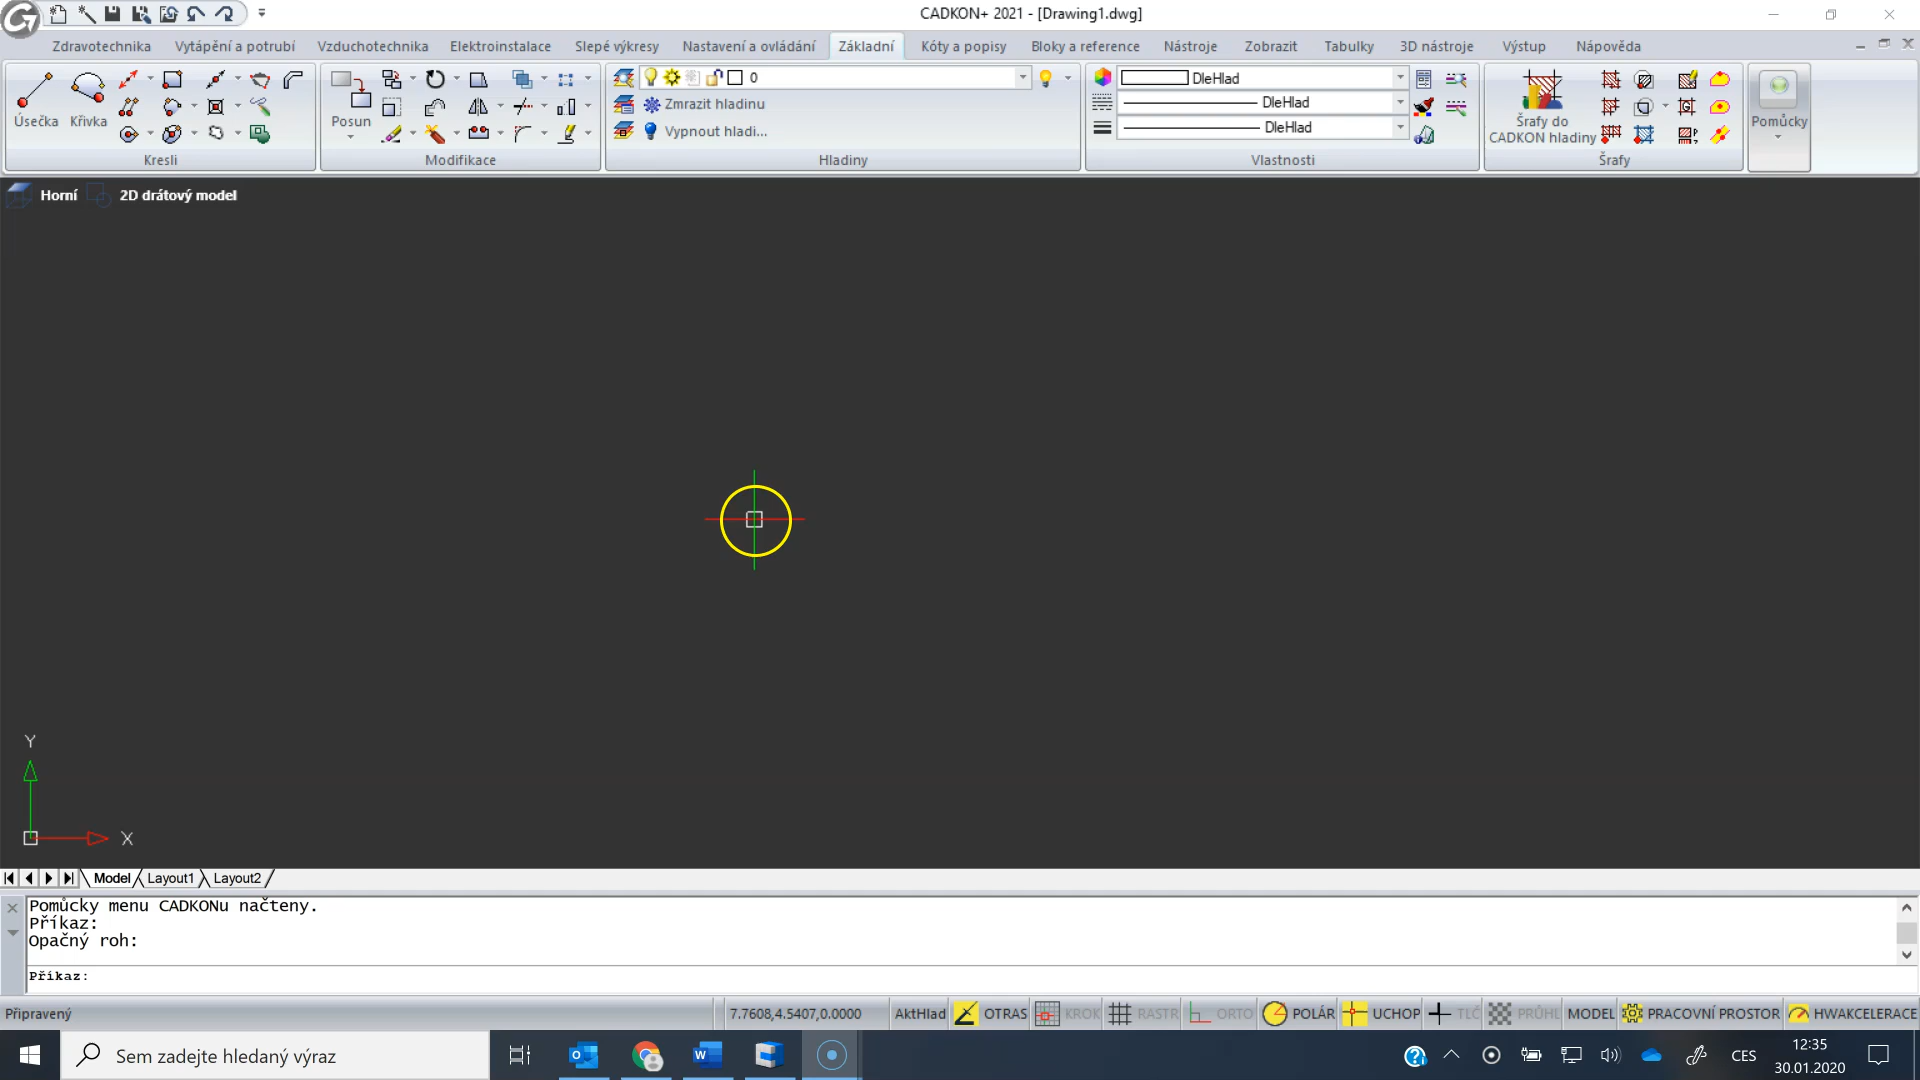 CADKON+ 2021 - [Drawing1.dwg]
Zdravotechnika Vytápění a potrubí Vzduchotechnika Elektroinstalace Slepé výkresy Nastavení a ovládání Základní Kóty a popisy Bloky a reference Nástroje Zobrazit Tabulky 3D nástroje Výstup Nápověda
0 DleHlad
Zmrazit hladinu DleHlad
Úsečka Křivka Posun Vypnout hladi... DleHlad Šrafy do Pomůcky
CADKON hladiny
Kresli Modifikace Hladiny Vlastnosti Šrafy
Horní 2D drátový model
Y
X
Model Layout1 Layout2
Pomůcky menu CADKONu načteny.
Příkaz:
Opačný roh:
Příkaz:
Připravený 7.7608,4.5407,0.0000 AktHlad OTRAS KROK RASTR ORTO POLÁR UCHOP TLČ PRŮHL MODEL PRACOVNÍ PROSTOR HWAKCELERACE
Sem zadejte hledaný výraz CES 12:35
30.01.2020